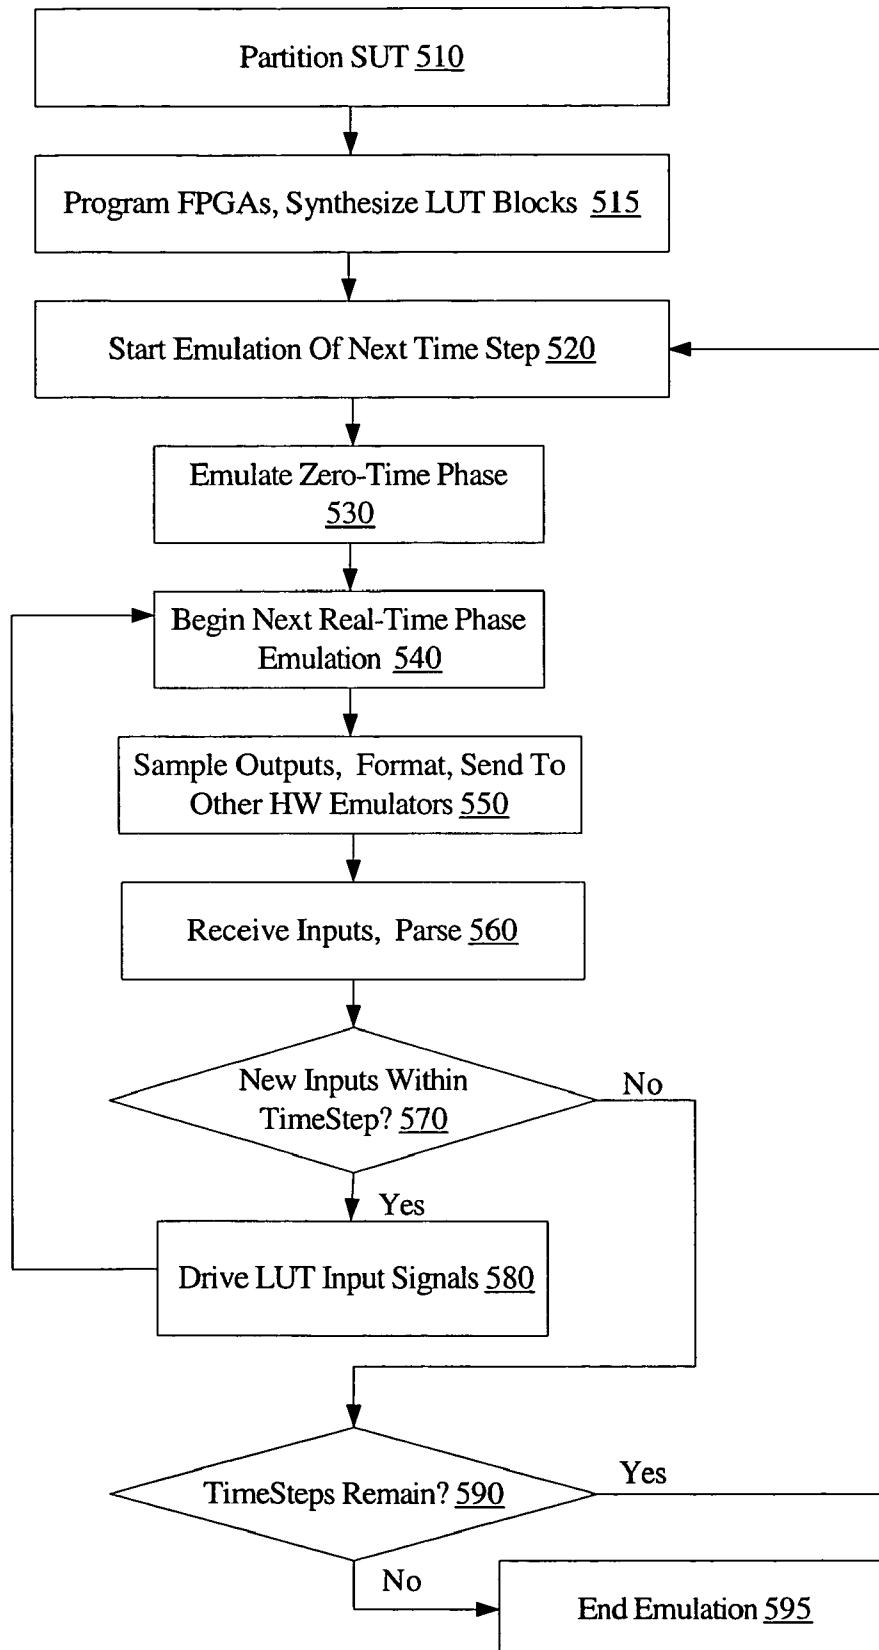 Partition SUT 510
Program FPGAs, Synthesize LUT Blocks 515
Start Emulation Of Next Time Step 520
Emulate Zero-Time Phase
530
Begin Next Real-Time Phase
Emulation 540
Sample Outputs, Format, Send To
Other HW Emulators 550
Receive Inputs, Parse 560
New Inputs Within
TimeStep? 570
No
Yes
Drive LUT Input Signals 580
TimeSteps Remain? 590
Yes
No
End Emulation 595